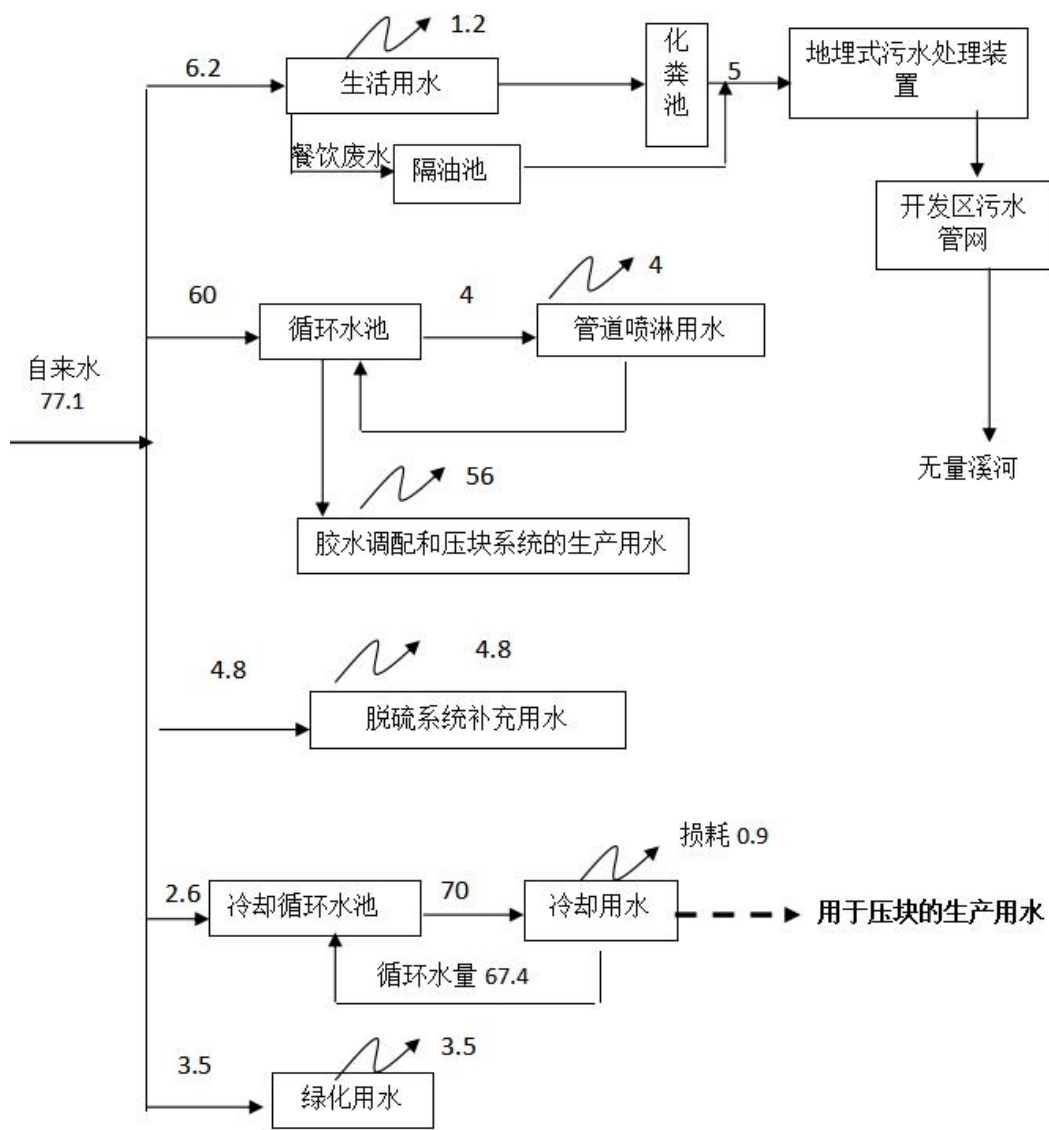 1.2
6.2
生活用水
化
粪
池
5
地埋式污水处理装
置
餐饮废水
隔油池
开发区污水
管网
60
循环水池
4
4
管道喷淋用水
自来水
77.1
无量溪河
56
胶水调配和压块系统的生产用水
4.8
4.8
脱硫系统补充用水
损耗 0.9
2.6
冷却循环水池
70
冷却用水
用于压块的生产用水
循环水量 67.4
3.5
3.5
绿化用水